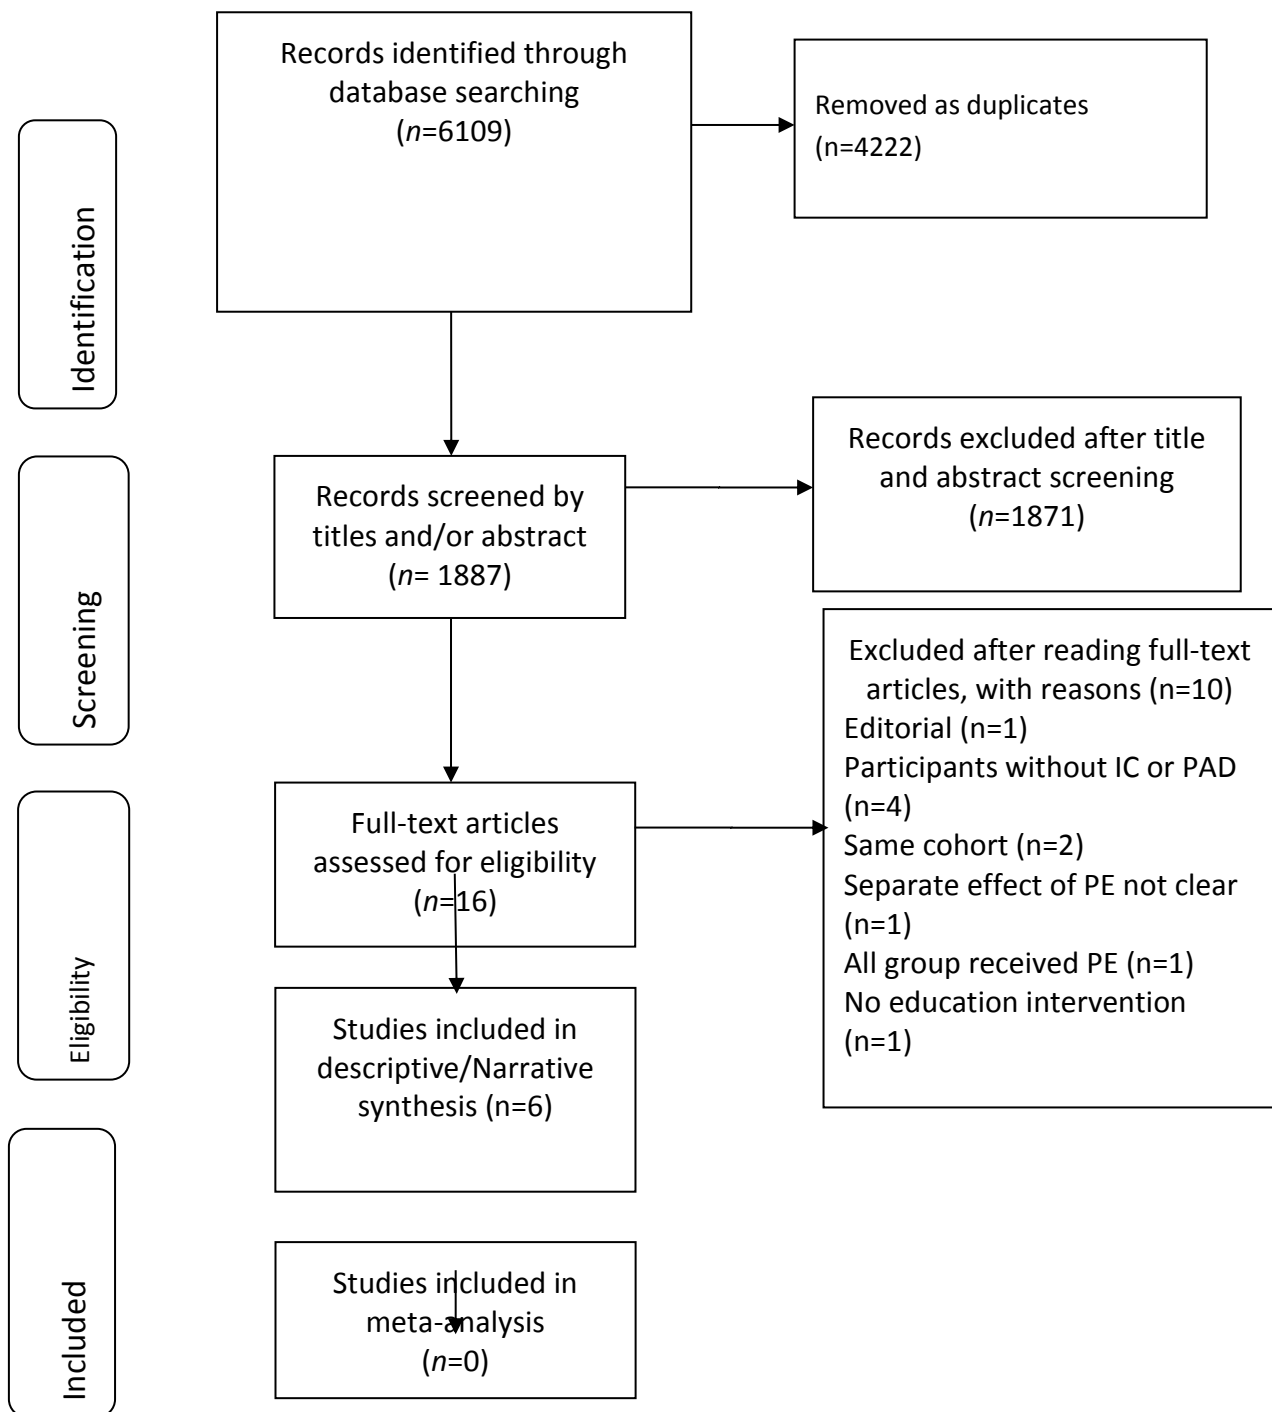 Records identified through
database searching
(n=6109)
Removed as duplicates
(n=4222)
Identification
Records excluded after title
and abstract screening
(n=1871)
Records screened by
titles and/or abstract
(n= 1887)
Screening
Excluded after reading full-text
articles, with reasons (n=10)
Editorial (n=1)
Participants without IC or PAD
(n=4)
Same cohort (n=2)
Separate effect of PE not clear
(n=1)
All group received PE (n=1)
No education intervention
(n=1)
Full-text articles
assessed for eligibility
(n=16)
Eligibility
Studies included in
descriptive/Narrative
synthesis (n=6)
Included
Studies included in
meta-analysis
(n=0)